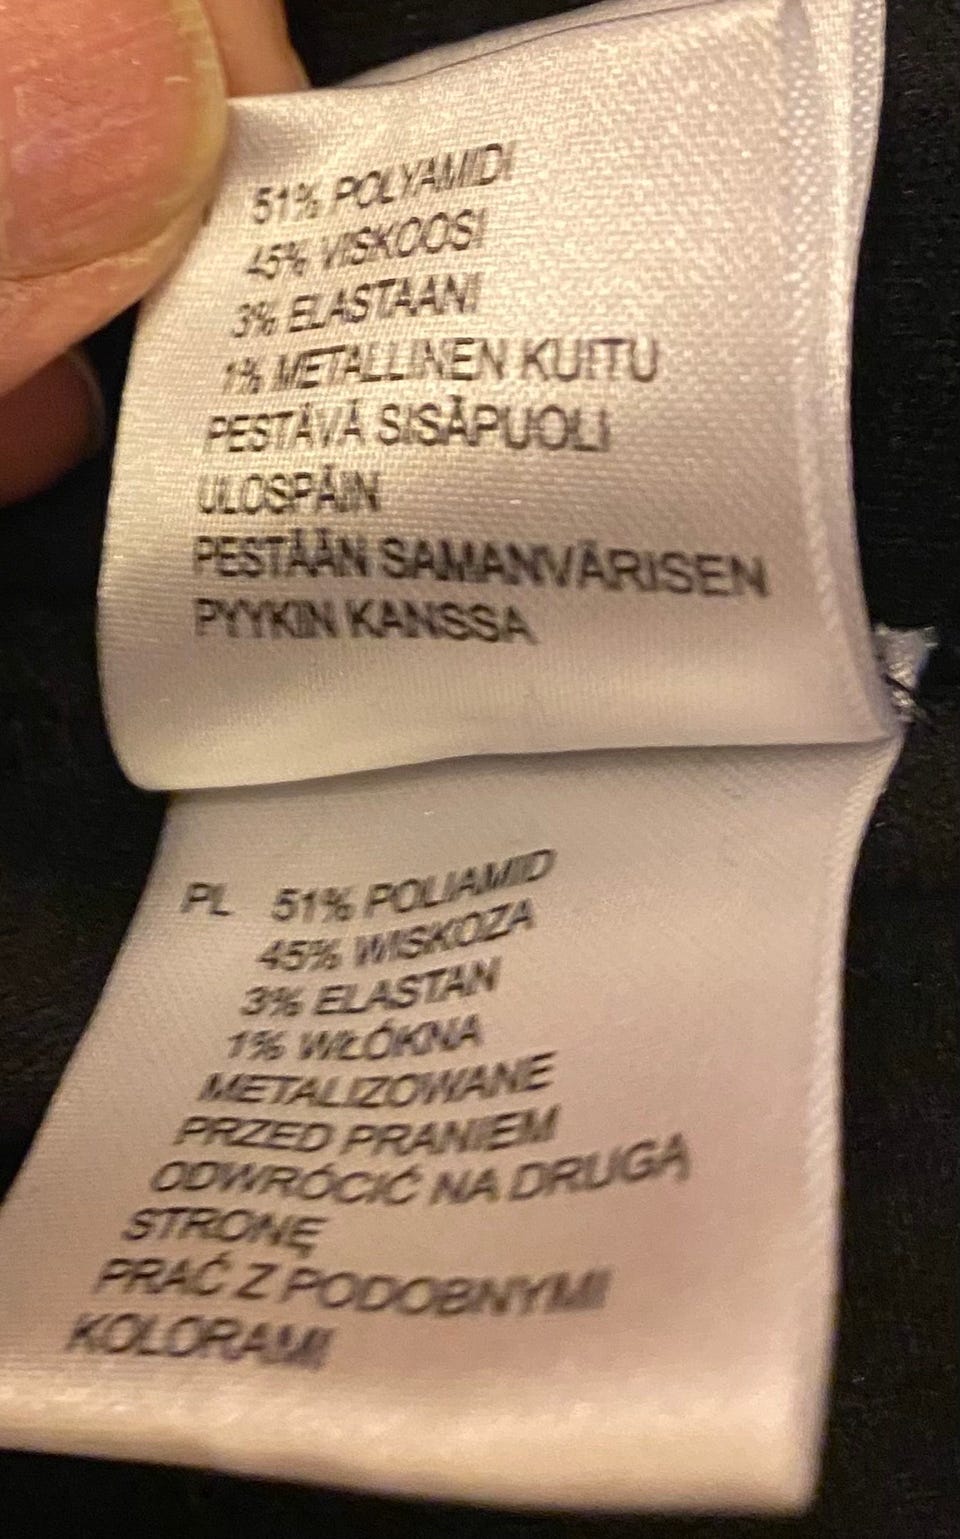 51% POLYAMIDI
45% VISKOOSI
3% ELASTAANI
1% METALLINEN KUITU
PESTÄVÄ SISÄPUOLI
ULOSPÄIN
PESTÄÄN SAMANVÄRISEN
PYYKIN KANSSA
PL 51% POLIAMID
45% WISKOZA
3% ELASTAN
1% WŁÓKNA
METALIZOWANE
PRZED PRANIEM
ODWRÓCIĆ NA DRUGĄ
STRONĘ
PRAĆ Z PODOBNYMI
KOLORAMI